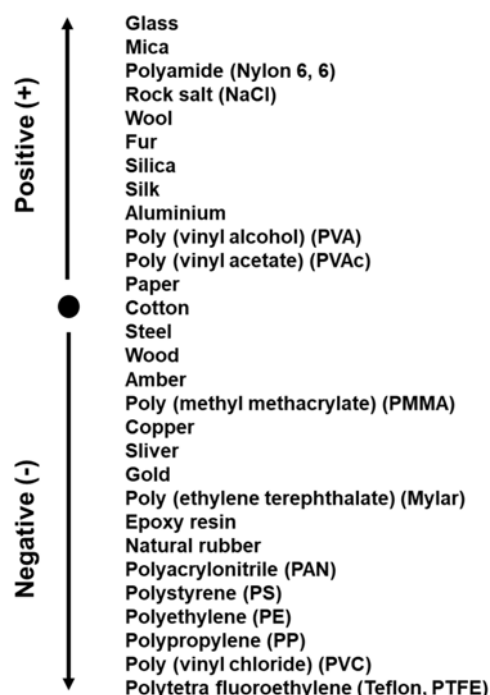 Positive (+)
Negative (-)
Glass
Mica
Polyamide (Nylon 6, 6)
Rock salt (NaCl)
Wool
Fur
Silica
Silk
Aluminium
Poly (vinyl alcohol) (PVA)
Poly (vinyl acetate) (PVAc)
Paper
Cotton
Steel
Wood
Amber
Poly (methyl methacrylate) (PMMA)
Copper
Sliver
Gold
Poly (ethylene terephthalate) (Mylar)
Epoxy resin
Natural rubber
Polyacrylonitrile (PAN)
Polystyrene (PS)
Polyethylene (PE)
Polypropylene (PP)
Poly (vinyl chloride) (PVC)
Polytetra fluoroethylene (Teflon, PTFE)